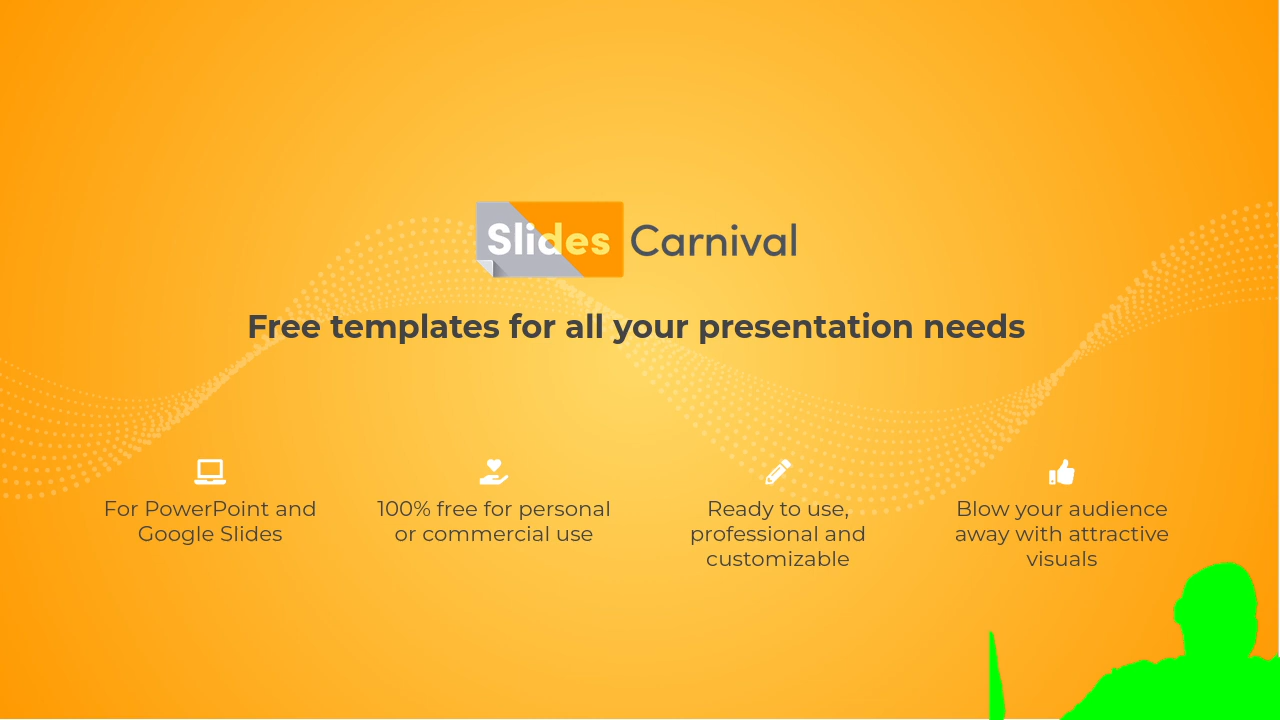 Slides Carnival
Free templates for all your presentation needs
For PowerPoint and
Google Slides
100% free for personal
or commercial use
Ready to use,
professional and
customizable
Blow your audience
away with attractive
visuals